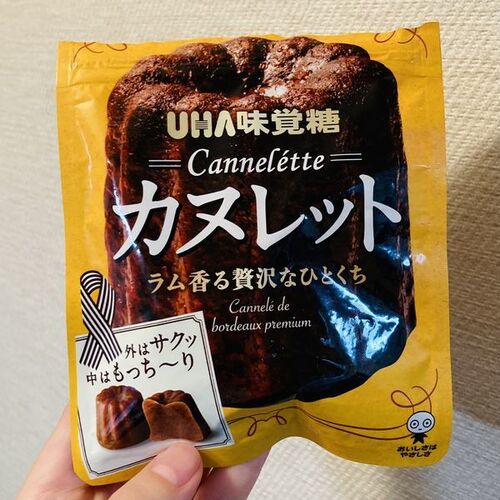 UHA味覚糖
Cannelétte
カヌレット
ラム香る贅沢なひとくち
Cannelé de
bordeaux premium
外はサクッ
中はもっち〜り
おいしさは
やさしさ